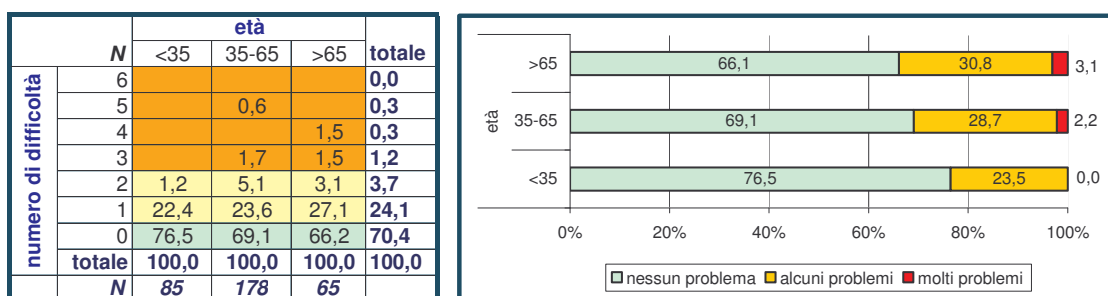 età
N <35 35-65 >65 totale
numero di difficoltà
6 0,0
5 0,6 0,3
4 1,5 0,3
3 1,7 1,5 1,2
2 1,2 5,1 3,1 3,7
1 22,4 23,6 27,1 24,1
0 76,5 69,1 66,2 70,4
totale 100,0 100,0 100,0 100,0
N 85 178 65
età
>65 66,1 30,8 3,1
35-65 69,1 28,7 2,2
<35 76,5 23,5 0,0
0% 20% 40% 60% 80% 100%
nessun problema alcuni problemi molti problemi